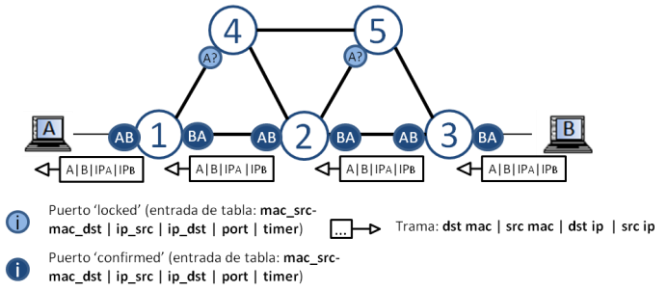 4 5
A? A?
A AB 1 BA AB 2 BA AB 3 BA B
A|B|IPA|IPB A|B|IPA|IPB A|B|IPA|IPB A|B|IPA|IPB
i Puerto ‘locked’ (entrada de tabla: mac_src-
mac_dst | ip_src | ip_dst | port | timer)
... Trama: dst mac | src mac | dst ip | src ip
i Puerto ‘confirmed’ (entrada de tabla: mac_src-
mac_dst | ip_src | ip_dst | port | timer)